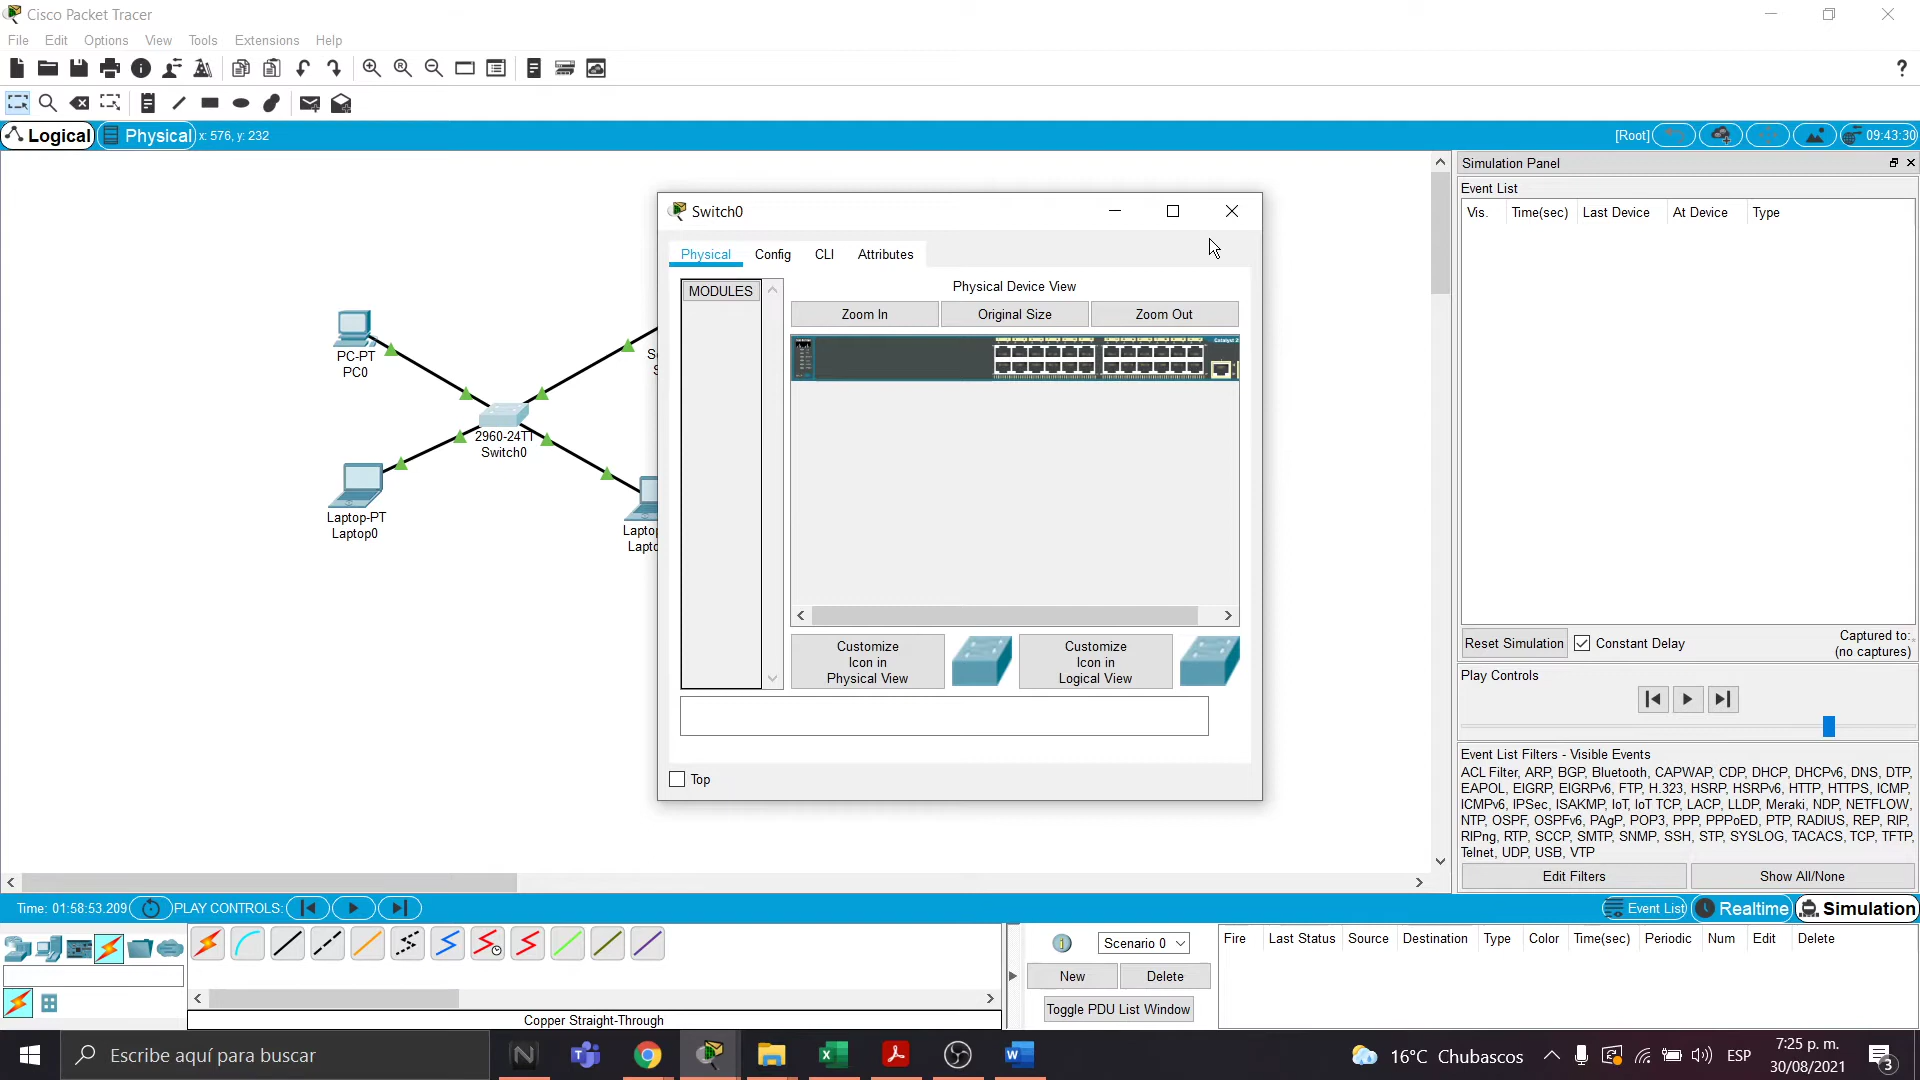 Cisco Packet Tracer
File Edit Options View Tools Extensions Help
Logical Physical x: 576, y: 232 [Root] 09:43:30
Simulation Panel
Event List
Vis. Time(sec) Last Device At Device Type
Switch0
Physical Config CLI Attributes
MODULES
Physical Device View
Zoom In Original Size Zoom Out
PC-PT
PC0
2960-24TT
Switch0
Laptop-PT
Laptop0
Customize
Icon in
Physical View
Customize
Icon in
Logical View
Top
Reset Simulation Constant Delay
Captured to:
(no captures)
Play Controls
Event List Filters - Visible Events
ACL Filter, ARP, BGP, Bluetooth, CAPWAP, CDP, DHCP, DHCPv6, DNS, DTP,
EAPOL, EIGRP, EIGRPv6, FTP, H.323, HSRP, HSRPv6, HTTP, HTTPS, ICMP,
ICMPv6, IPSec, ISAKMP, IoT, IoT TCP, LACP, LLDP, Meraki, NDP, NETFLOW,
NTP, OSPF, OSPFv6, PAgP, POP3, PPP, PPPoED, PTP, RADIUS, REP, RIP,
RIPng, RTP, SCCP, SMTP, SNMP, SSH, STP, SYSLOG, TACACS, TCP, TFTP,
Telnet, UDP, USB, VTP
Edit Filters Show All/None
Time: 01:58:53.209 PLAY CONTROLS: Event List Realtime Simulation
Scenario 0
New Delete
Toggle PDU List Window
Fire Last Status Source Destination Type Color Time(sec) Periodic Num Edit Delete
Copper Straight-Through
Escribe aquí para buscar
16°C Chubascos
ESP
7:25 p. m.
30/08/2021
3